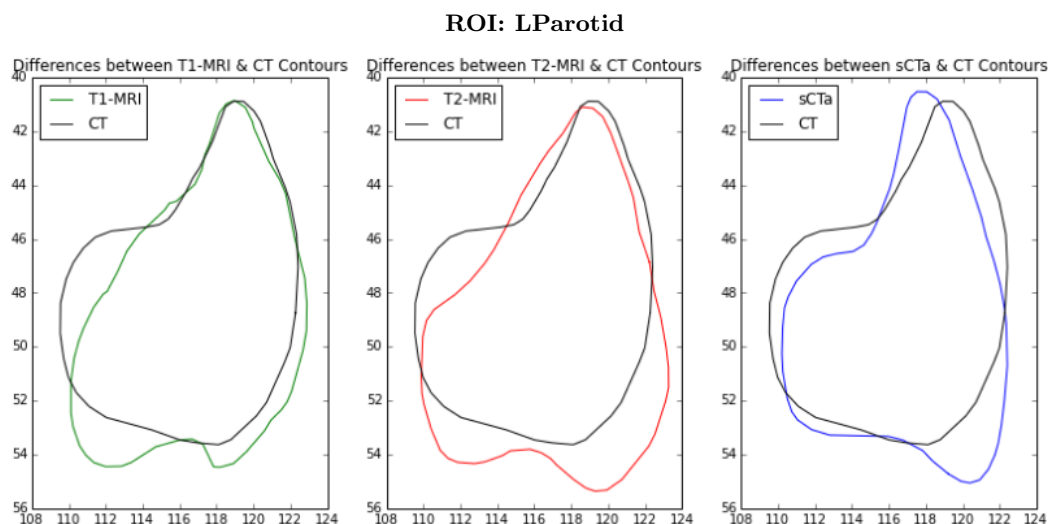 ROI: LParotid
Differences between T1-MRI & CT Contours
Differences between T2-MRI & CT Contours
Differences between sCTa & CT Contours
T1-MRI
CT
T2-MRI
CT
sCTa
CT
40
42
44
46
48
50
52
54
56
108 110 112 114 116 118 120 122 124
40
42
44
46
48
50
52
54
56
108 110 112 114 116 118 120 122 124
40
42
44
46
48
50
52
54
56
108 110 112 114 116 118 120 122 124